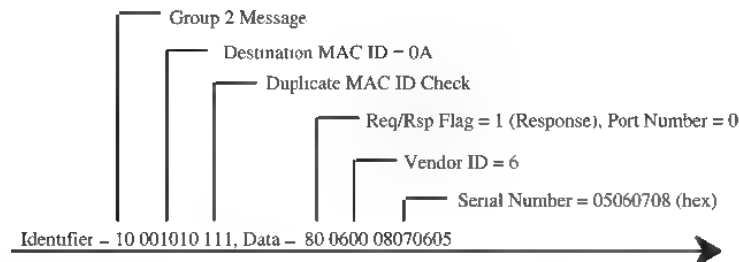 Group 2 Message
Destination MAC ID = 0A
Duplicate MAC ID Check
Req/Rsp Flag = 1 (Response), Port Number = 0
Vendor ID = 6
Serial Number = 05060708 (hex)
Identifier = 10 001010 111, Data = 80 0600 08070605